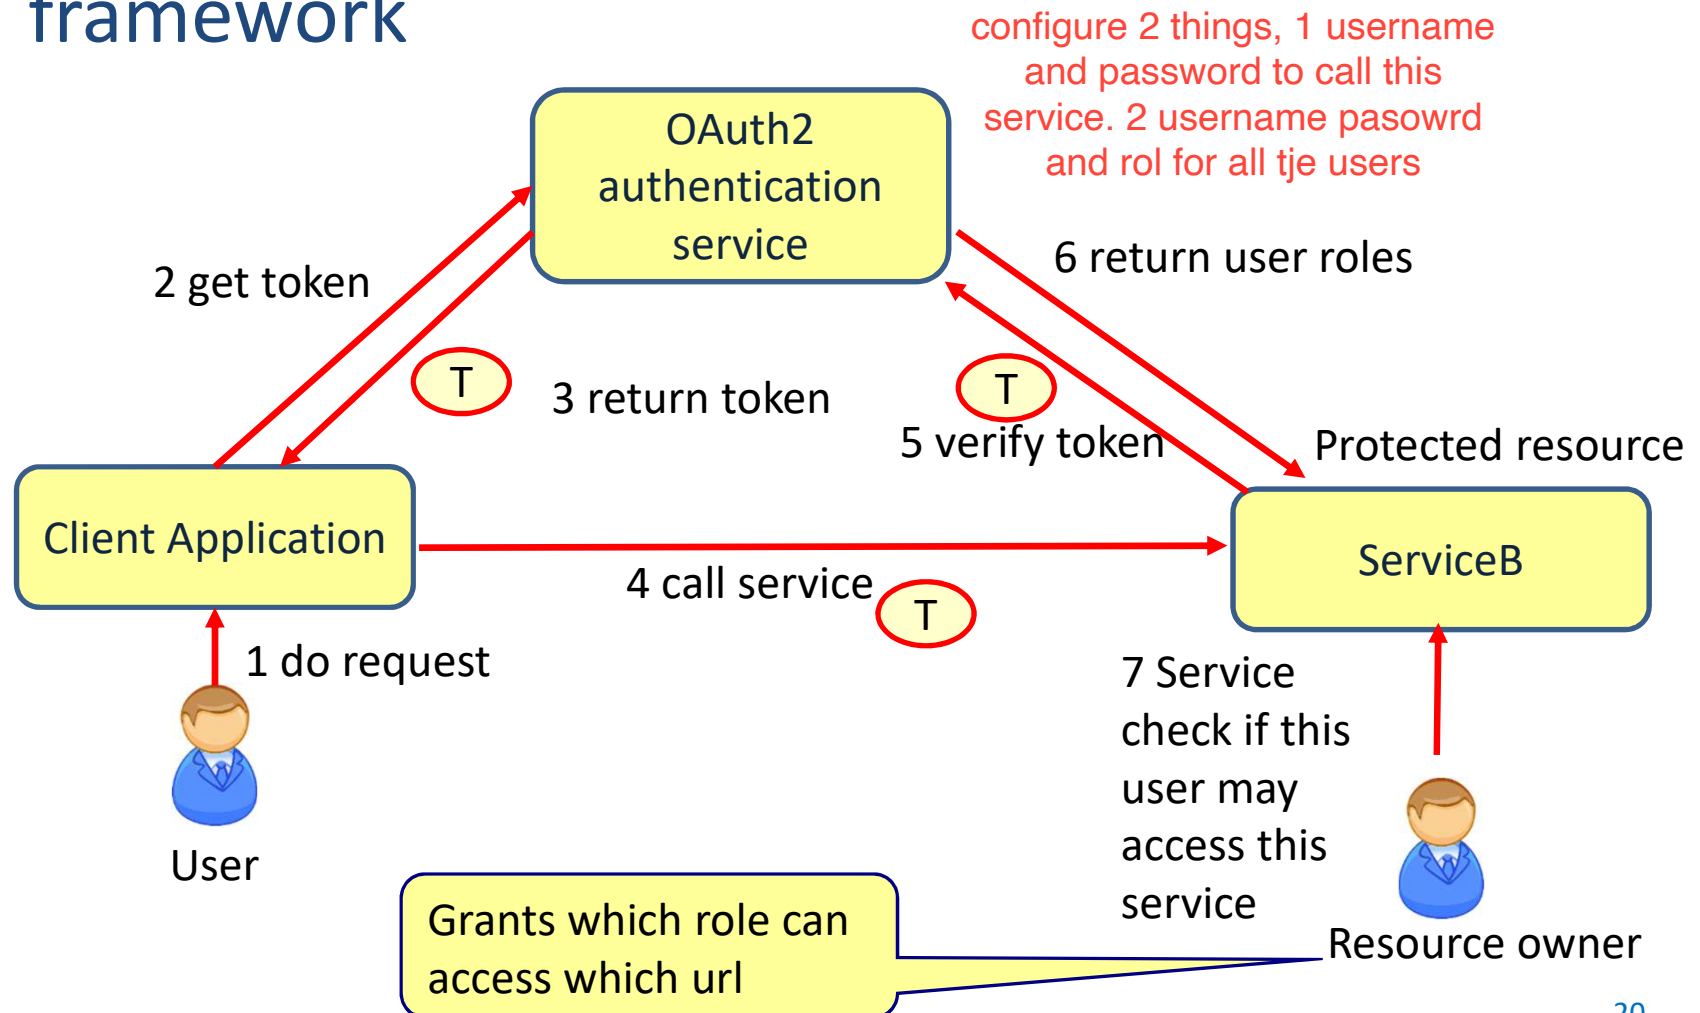 framework
configure 2 things, 1 username
and password to call this
service. 2 username pasowrd
and rol for all tje users
OAuth2
authentication
service
6 return user roles
2 get token
T
3 return token
T
5 verify token
Protected resource
Client Application
ServiceB
4 call service
T
1 do request
7 Service
check if this
user may
access this
service
User
Grants which role can
access which url
Resource owner
20